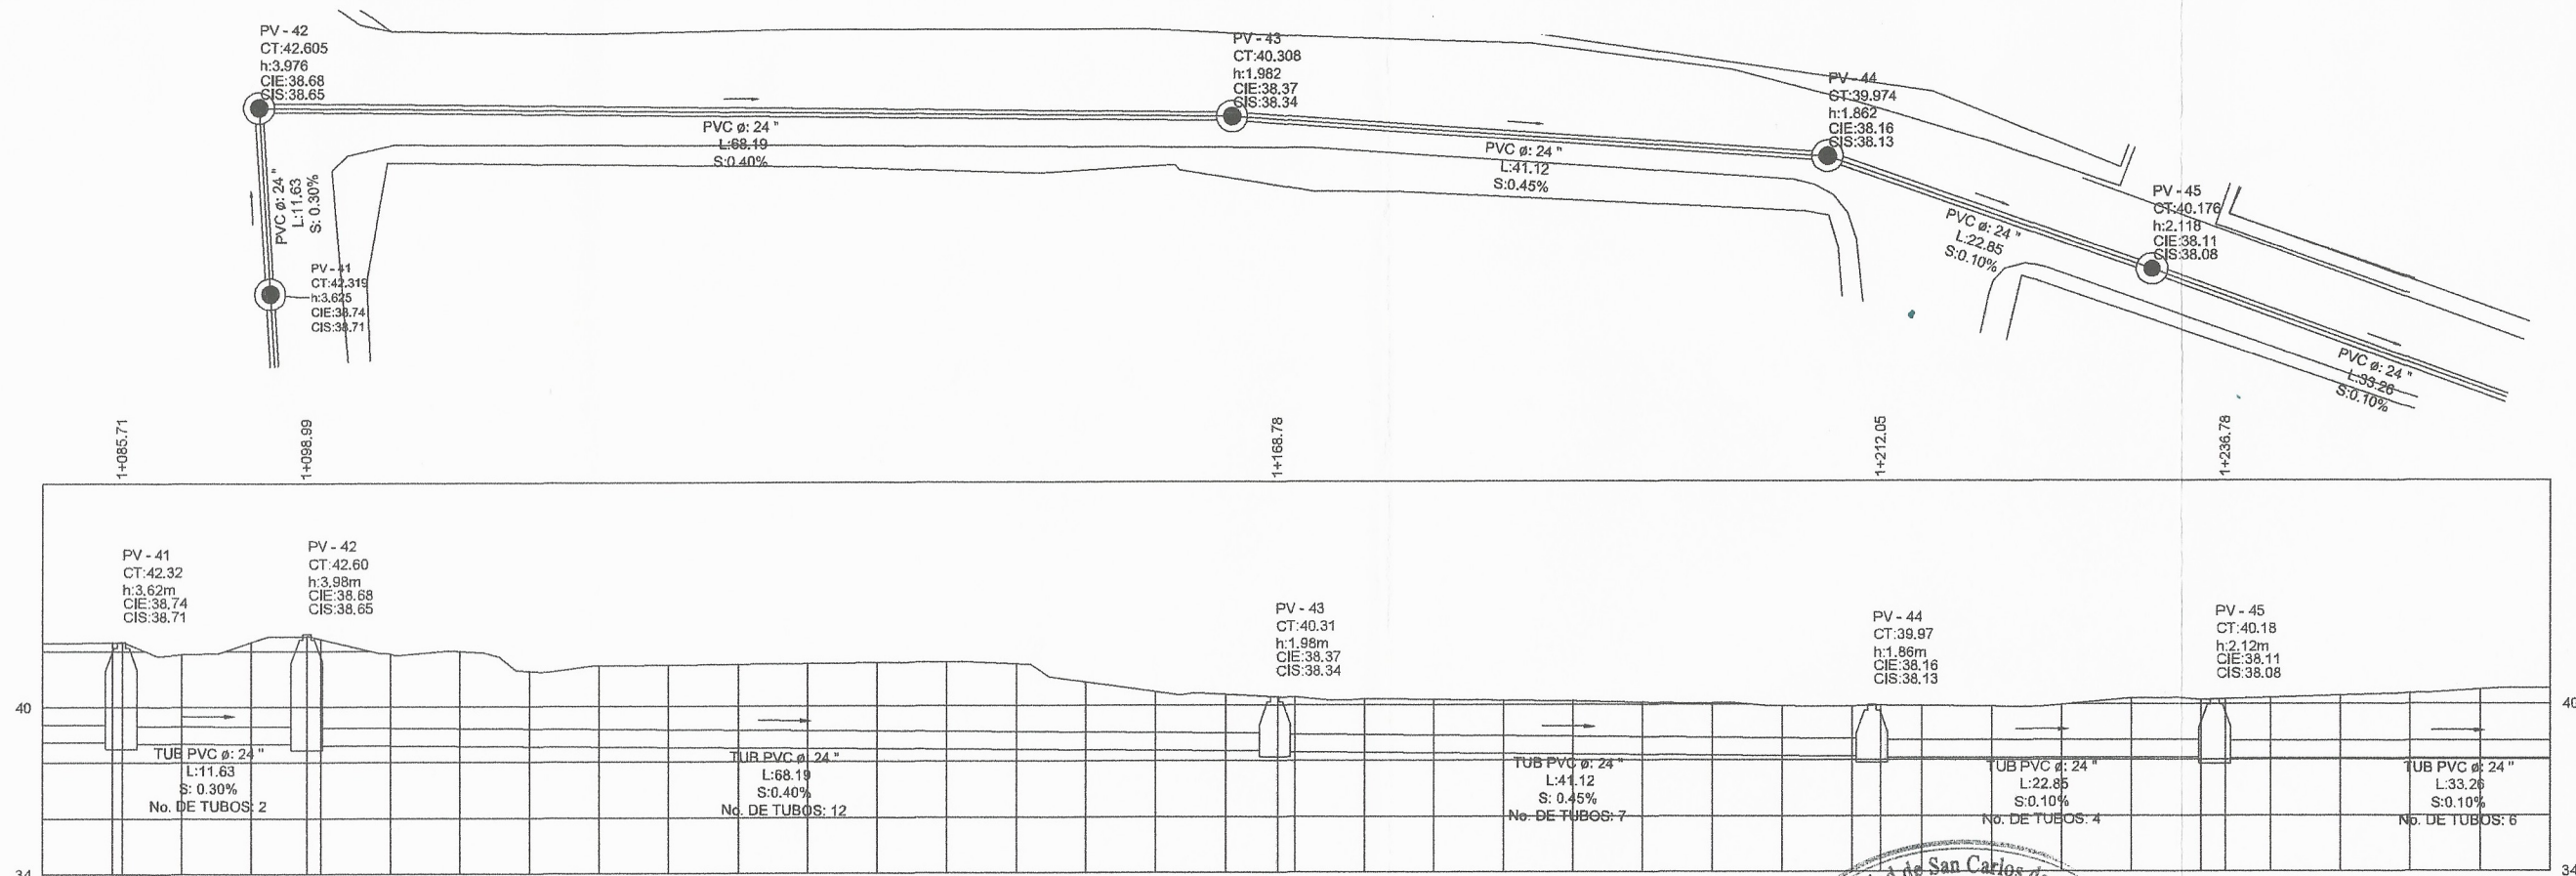 PV - 42
CT:42.605
h:3.976
CIE:38.68
CIS:38.65
PV - 43
CT:40.308
h:1.982
CIE:38.37
CIS:38.34
PV - 44
CT:39.974
h:1.862
CIE:38.16
CIS:38.13
PV - 45
CT:40.176
h:2.118
CIE:38.11
CIS:38.08
PVC ø: 24 "
L:68.19
S:0.40%
PVC ø: 24 "
L:41.12
S:0.45%
PVC ø: 24 "
L:11.63
S: 0.30%
PVC ø: 24 "
L:22.85
S:0.10%
PV - 41
CT:42.319
h:3.625
CIE:38.74
CIS:38.71
PVC ø: 24 "
L:33.26
S:0.10%
1+085.71
1+098.99
1+168.78
1+212.05
1+236.78
PV - 41
CT:42.32
h:3.62m
CIE:38.74
CIS:38.71
PV - 42
CT:42.60
h:3.98m
CIE:38.68
CIS:38.65
PV - 43
CT:40.31
h:1.98m
CIE:38.37
CIS:38.34
PV - 44
CT:39.97
h:1.86m
CIE:38.16
CIS:38.13
PV - 45
CT:40.18
h:2.12m
CIE:38.11
CIS:38.08
40
40
TUB PVC ø: 24 "
L:11.63
S: 0.30%
No. DE TUBOS: 2
TUB PVC ø: 24 "
L:68.19
S:0.40%
No. DE TUBOS: 12
TUB PVC ø: 24 "
L:41.12
S: 0.45%
No. DE TUBOS: 7
TUB PVC ø: 24 "
L:22.85
S:0.10%
No. DE TUBOS: 4
TUB PVC ø: 24 "
L:33.26
S:0.10%
No. DE TUBOS: 6
34
34
de San Carlos de